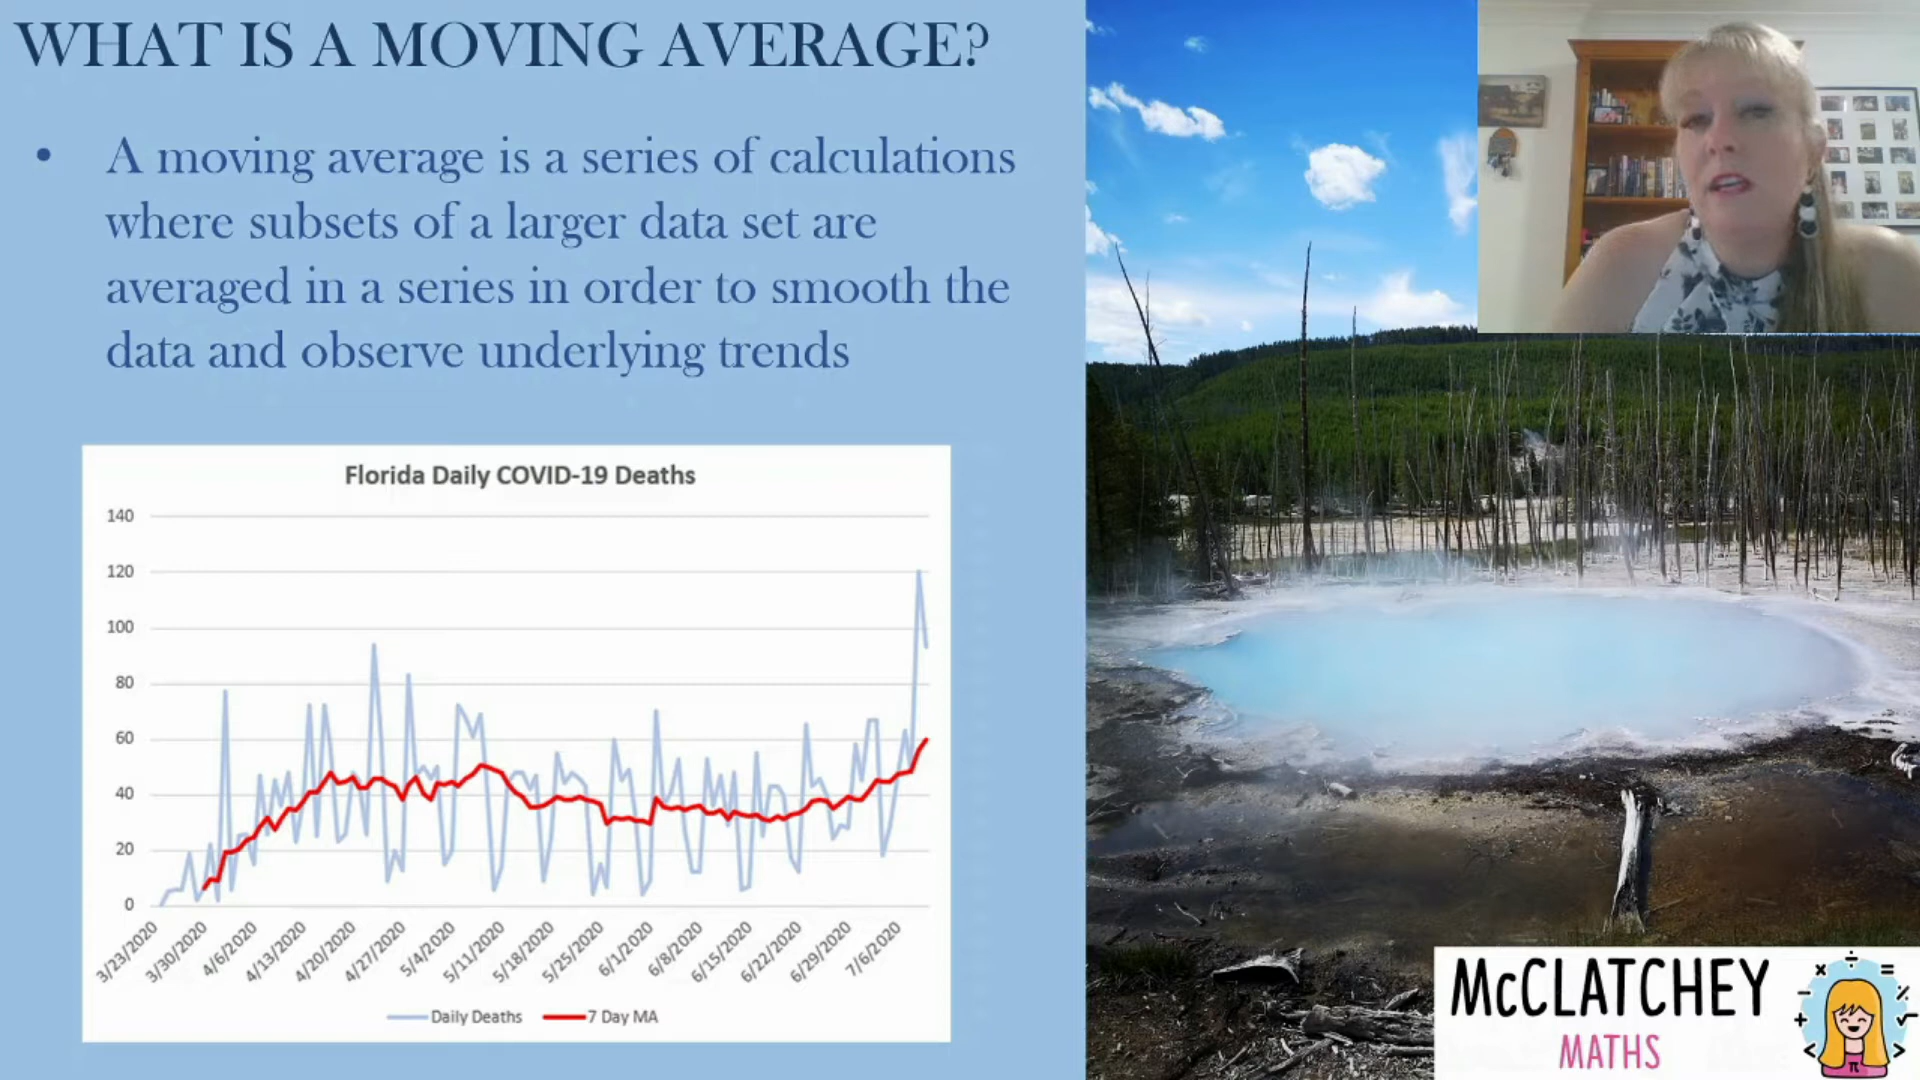 WHAT IS A MOVING AVERAGE?
• A moving average is a series of calculations
where subsets of a larger data set are
averaged in a series in order to smooth the
data and observe underlying trends
Florida Daily COVID-19 Deaths
140
120
100
80
60
40
20
0
3/23/2020
3/30/2020
4/6/2020
4/13/2020
4/20/2020
4/27/2020
5/4/2020
5/11/2020
5/18/2020
5/25/2020
6/1/2020
6/8/2020
6/15/2020
6/22/2020
6/29/2020
7/6/2020
Daily Deaths
7 Day MA
McCLATCHEY
MATHS